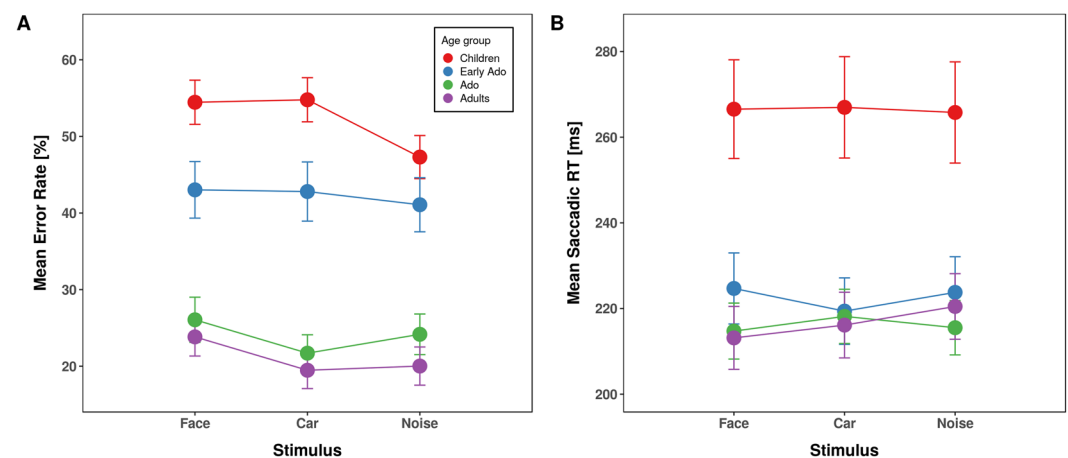 A
Age group
Children
Early Ado
Ado
Adults
Mean Error Rate [%]
60
50
40
30
20
Face Car Noise
Stimulus
B
Mean Saccadic RT [ms]
280
260
240
220
200
Face Car Noise
Stimulus